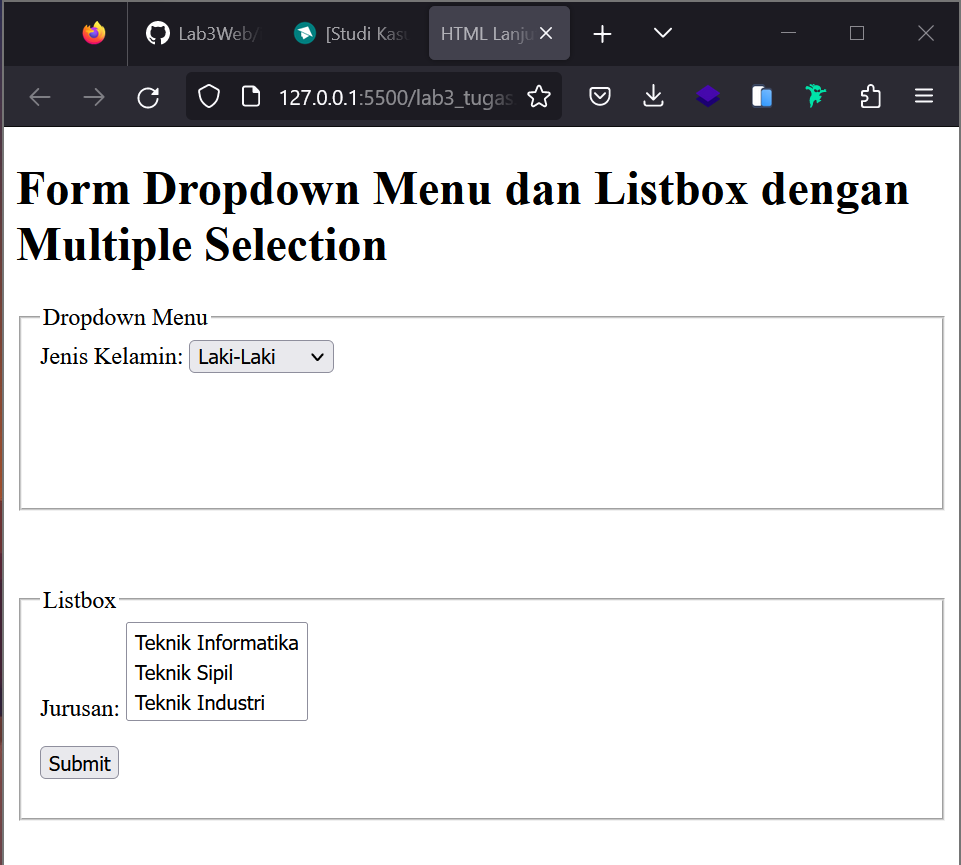 Lab3Web/
[Studi Kasu
HTML Lanju
127.0.0.1:5500/lab3_tugas
Form Dropdown Menu dan Listbox dengan
Multiple Selection
Dropdown Menu
Jenis Kelamin: Laki-Laki
Listbox
Teknik Informatika
Teknik Sipil
Teknik Industri
Jurusan:
Submit